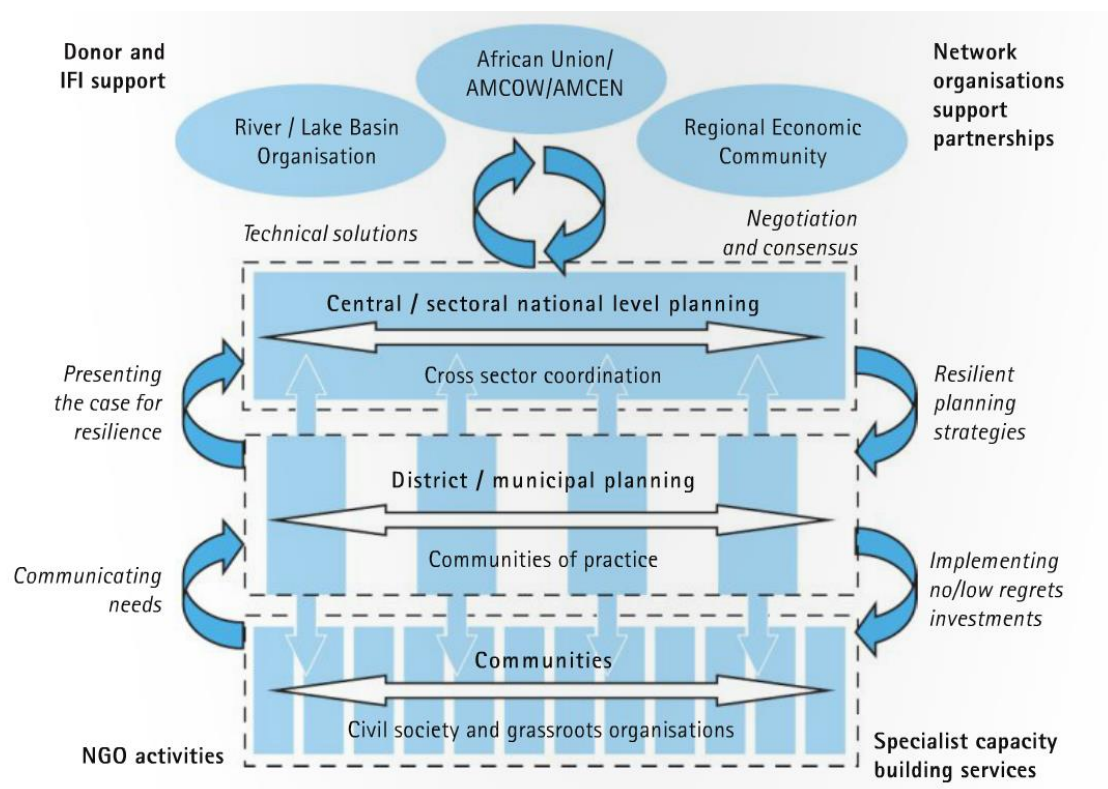 Donor and
IFI support
African Union/
AMCOW/AMCEN
Network
organisations
support
partnerships
River / Lake Basin
Organisation
Regional Economic
Community
Technical solutions
Negotiation
and consensus
Central / sectoral national level planning
Cross sector coordination
Presenting
the case for
resilience
Resilient
planning
strategies
District / municipal planning
Communities of practice
Communicating
needs
Implementing
no/low regrets
investments
Communities
Civil society and grassroots organisations
NGO activities
Specialist capacity
building services